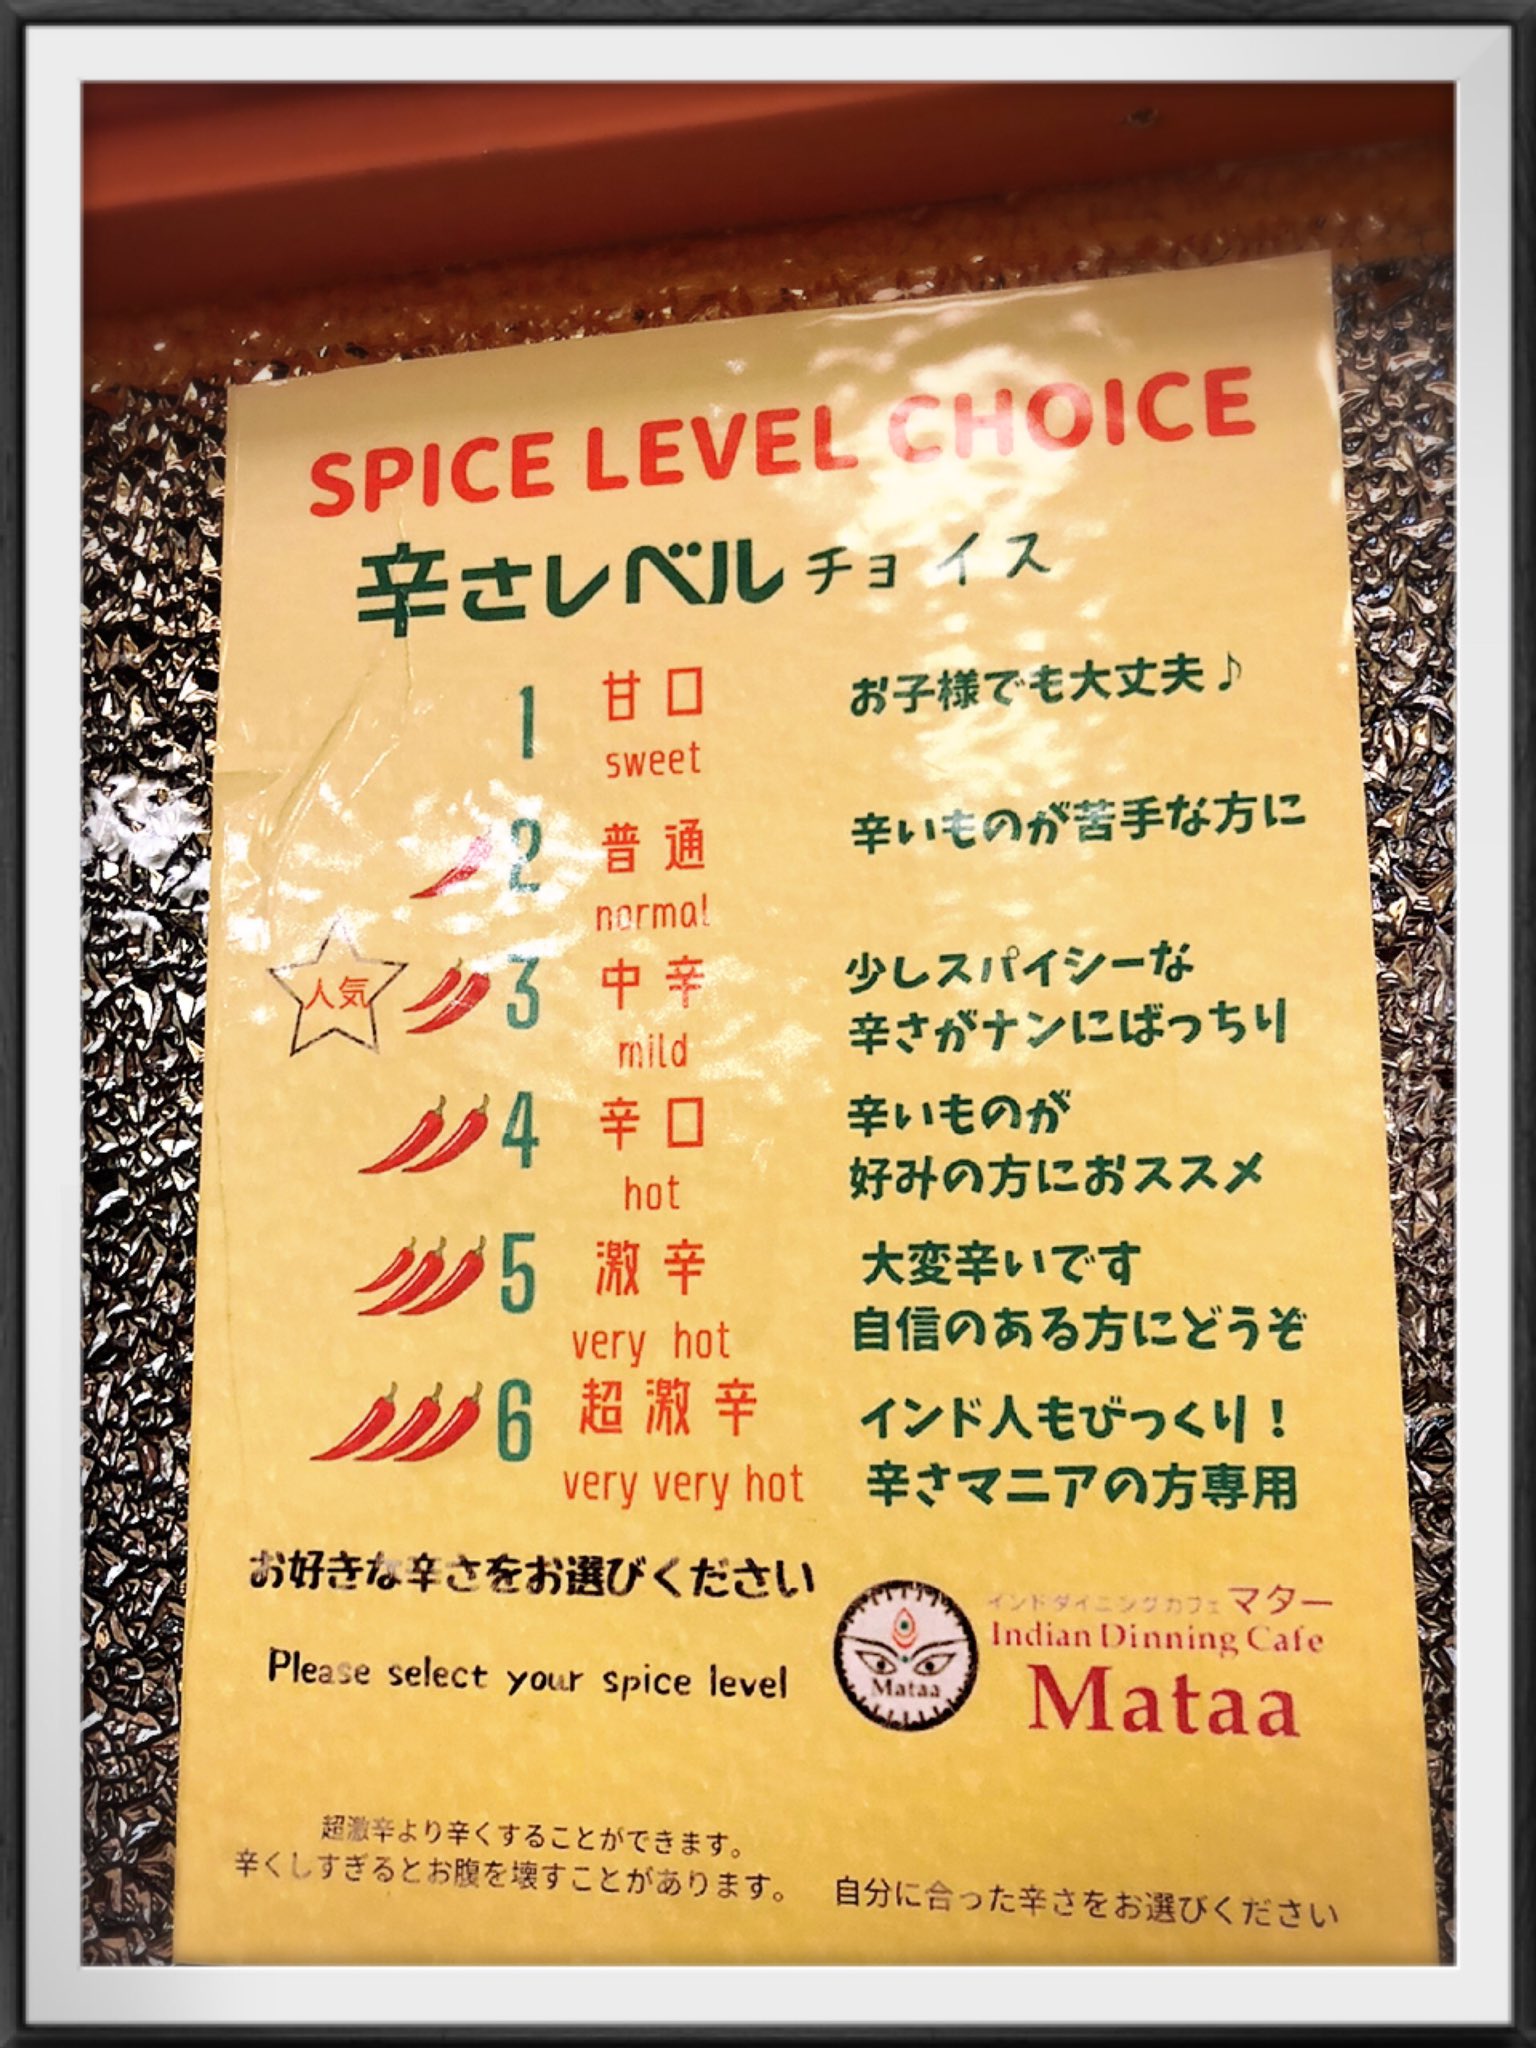 SPICE LEVEL CHOICE
辛さレベル チョイス
1 甘口 お子様でも大丈夫♪
sweet
2 普通 辛いものが苦手な方に
normal
人気 3 中辛 少しスパイシーな
辛さがナンにばっちり
mild
4 辛口 辛いものが
好みの方におススメ
hot
5 激辛 大変辛いです
自信のある方にどうぞ
very hot
6 超激辛 インド人もびっくり！
辛さマニアの方専用
very very hot
お好きな辛さをお選びください
Please select your spice level
Mataa
インドダイニングカフェ マター
Indian Dinning Cafe
Mataa
超激辛より辛くすることができます。
辛くしすぎるとお腹を壊すことがあります。 自分に合った辛さをお選びください